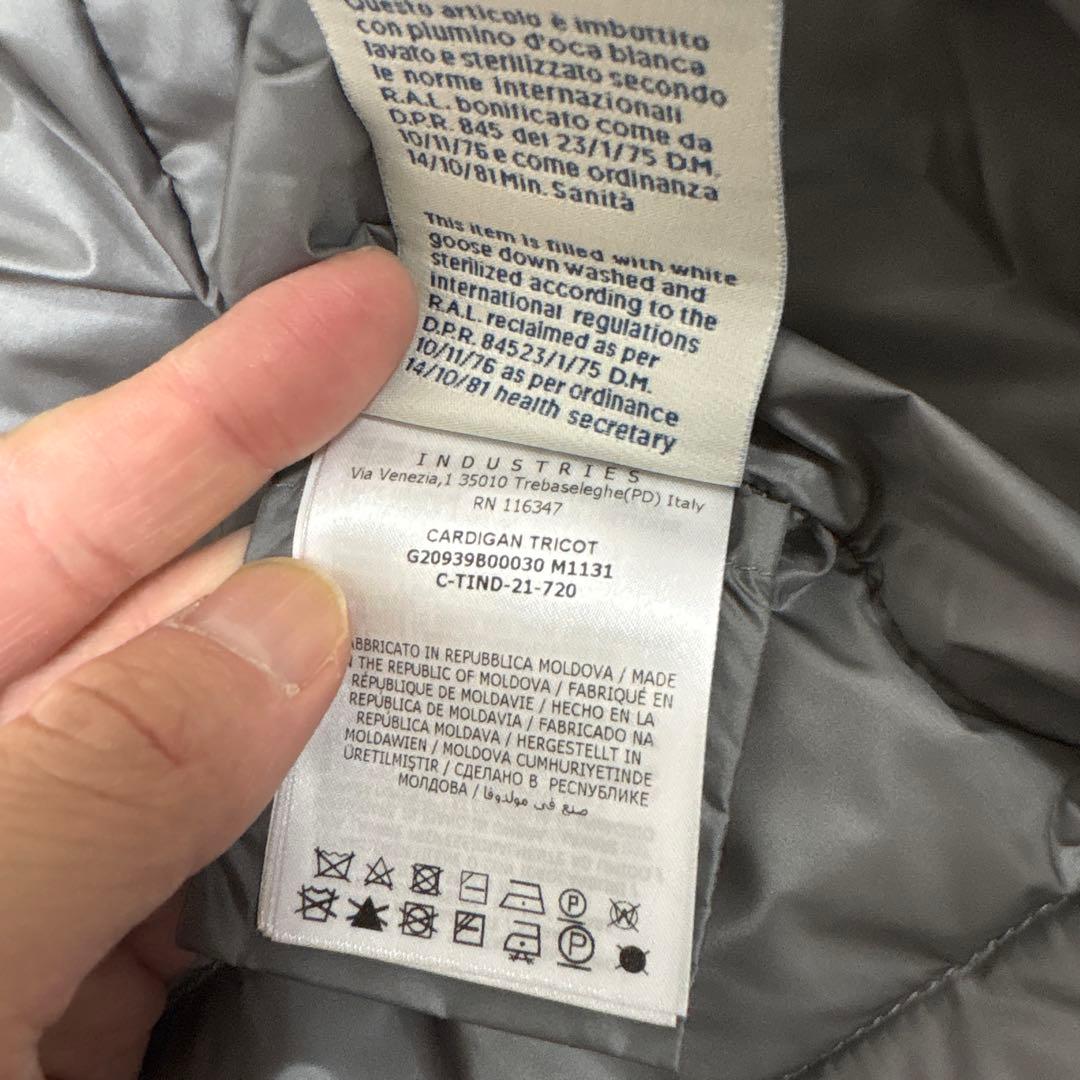 Questo articolo è imbottito
con piumino d'oca bianca
lavato e sterilizzato secondo
le norme internazionali
R.A.L. bonificato come da
D.P.R. 845 del 23/1/75 D.M.
10/11/76 e come ordinanza
14/10/81 Min. Sanità
This item is filled with white
goose down washed and
sterilized according to the
international regulations
R.A.L. reclaimed as per
D.P.R. 84523/1/75 D.M.
10/11/76 as per ordinance
14/10/81 health secretary
INDUSTRIES
Via Venezia,1 35010 Trebaseleghe(PD) Italy
RN 116347
CARDIGAN TRICOT
G20939B00030 M1131
C-TIND-21-720
ABBRICATO IN REPUBBLICA MOLDOVA / MADE
THE REPUBLIC OF MOLDOVA / FABRIQUÉ EN
RÉPUBLIQUE DE MOLDAVIE / HECHO EN LA
REPÚBLICA DE MOLDAVIA / FABRICADO NA
REPÚBLICA MOLDAVA / HERGESTELLT IN
MOLDAWIEN / MOLDOVA CUMHURIYETINDE
ÜRETILMIŞTIR / СДЕЛАНО В РЕСПУБЛИКЕ
МОЛДОВА / صنع في مولدوفا
P W
P